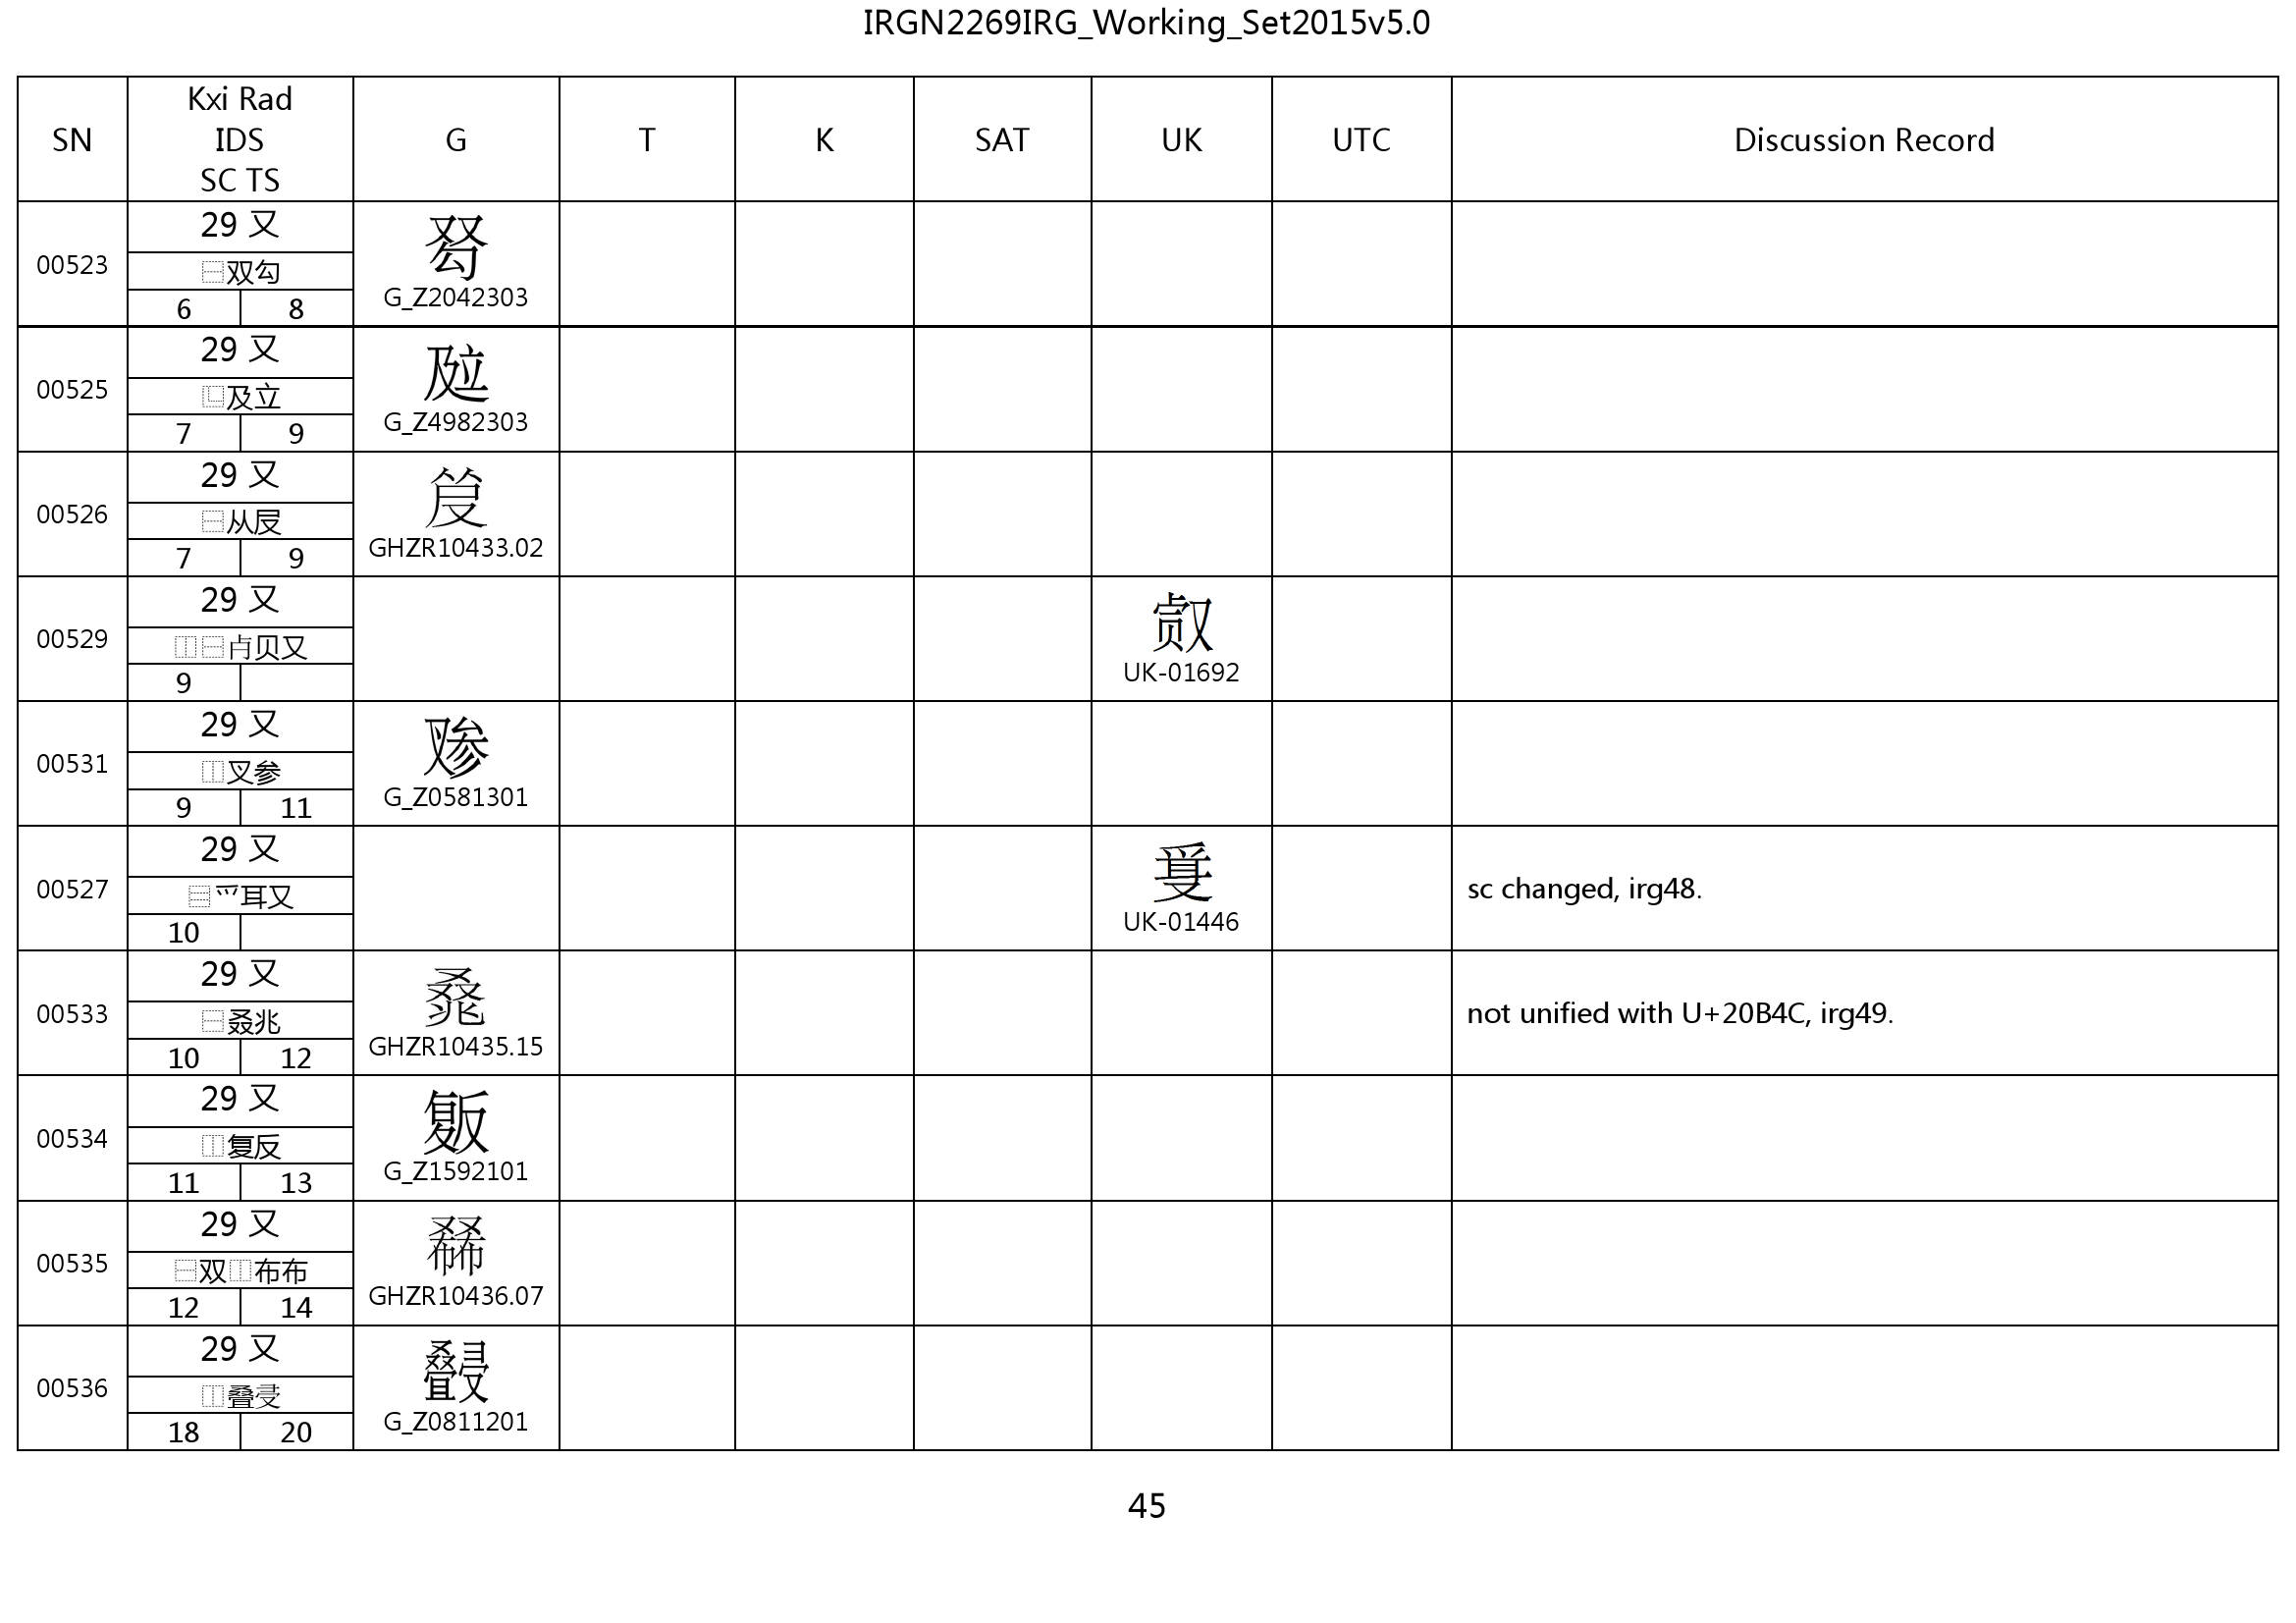 IRGN2269IRG_Working_Set2015v5.0
SN Kxi Rad IDS SC TS G T K SAT UK UTC Discussion Record
00523
29 又
⿱双勾
6 8
G_Z2042303
00525
29 又
⿺及立
7 9
G_Z4982303
00526
29 又
⿱从㞋
7 9
GHZR10433.02
00529
29 又
⿰⿱卥贝又
9
UK-01692
00531
29 又
⿰叉参
9 11
G_Z0581301
00527
29 又
⿳爫耳又
10
UK-01446
sc changed, irg48.
00533
29 又
⿱叒兆
10 12
GHZR10435.15
not unified with U+20B4C, irg49.
00534
29 又
⿰复反
11 13
G_Z1592101
00535
29 又
⿱双⿰布布
12 14
GHZR10436.07
00536
29 又
⿰叠㝴
18 20
G_Z0811201
45